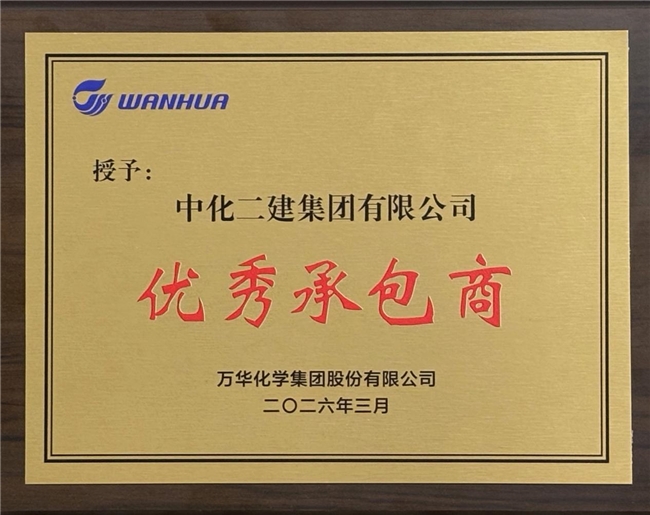 WANHUA
授予：
中化二建集团有限公司
优秀承包商
万华化学集团股份有限公司
二〇二六年三月